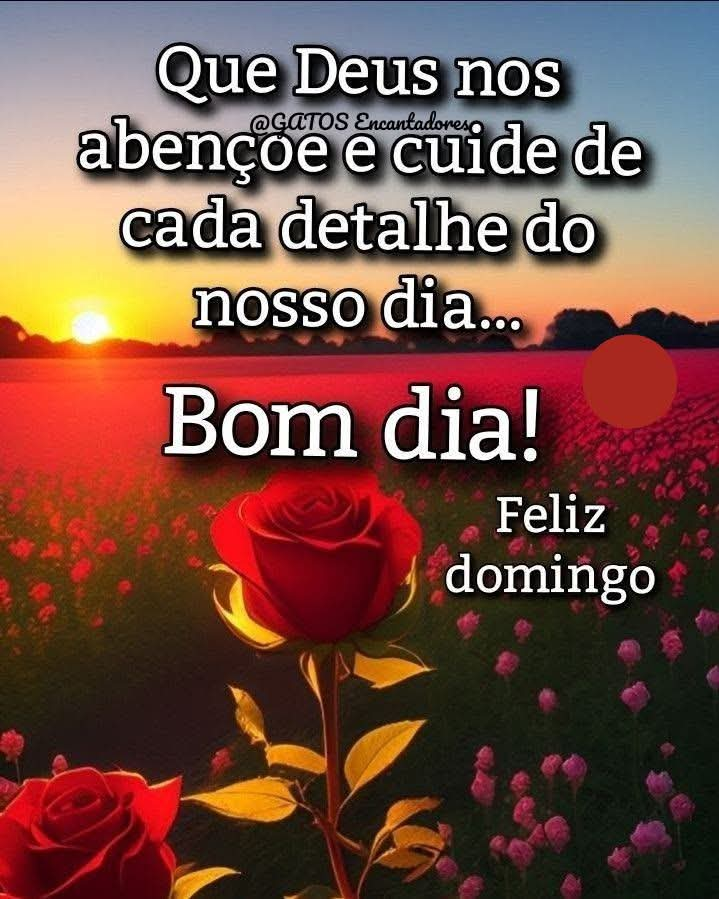 Que Deus nos
@GATOS Encantadores
abençoe e cuide de
cada detalhe do
nosso dia...
Bom dia!
Feliz
domingo